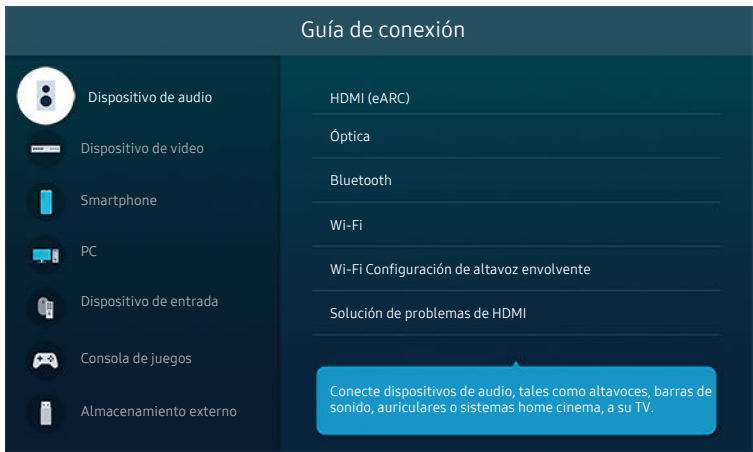 Guía de conexión
Dispositivo de audio
Dispositivo de video
Smartphone
PC
Dispositivo de entrada
Consola de juegos
Almacenamiento externo
HDMI (eARC)
Óptica
Bluetooth
Wi-Fi
Wi-Fi Configuración de altavoz envolvente
Solución de problemas de HDMI
Conecte dispositivos de audio, tales como altavoces, barras de
sonido, auriculares o sistemas home cinema, a su TV.